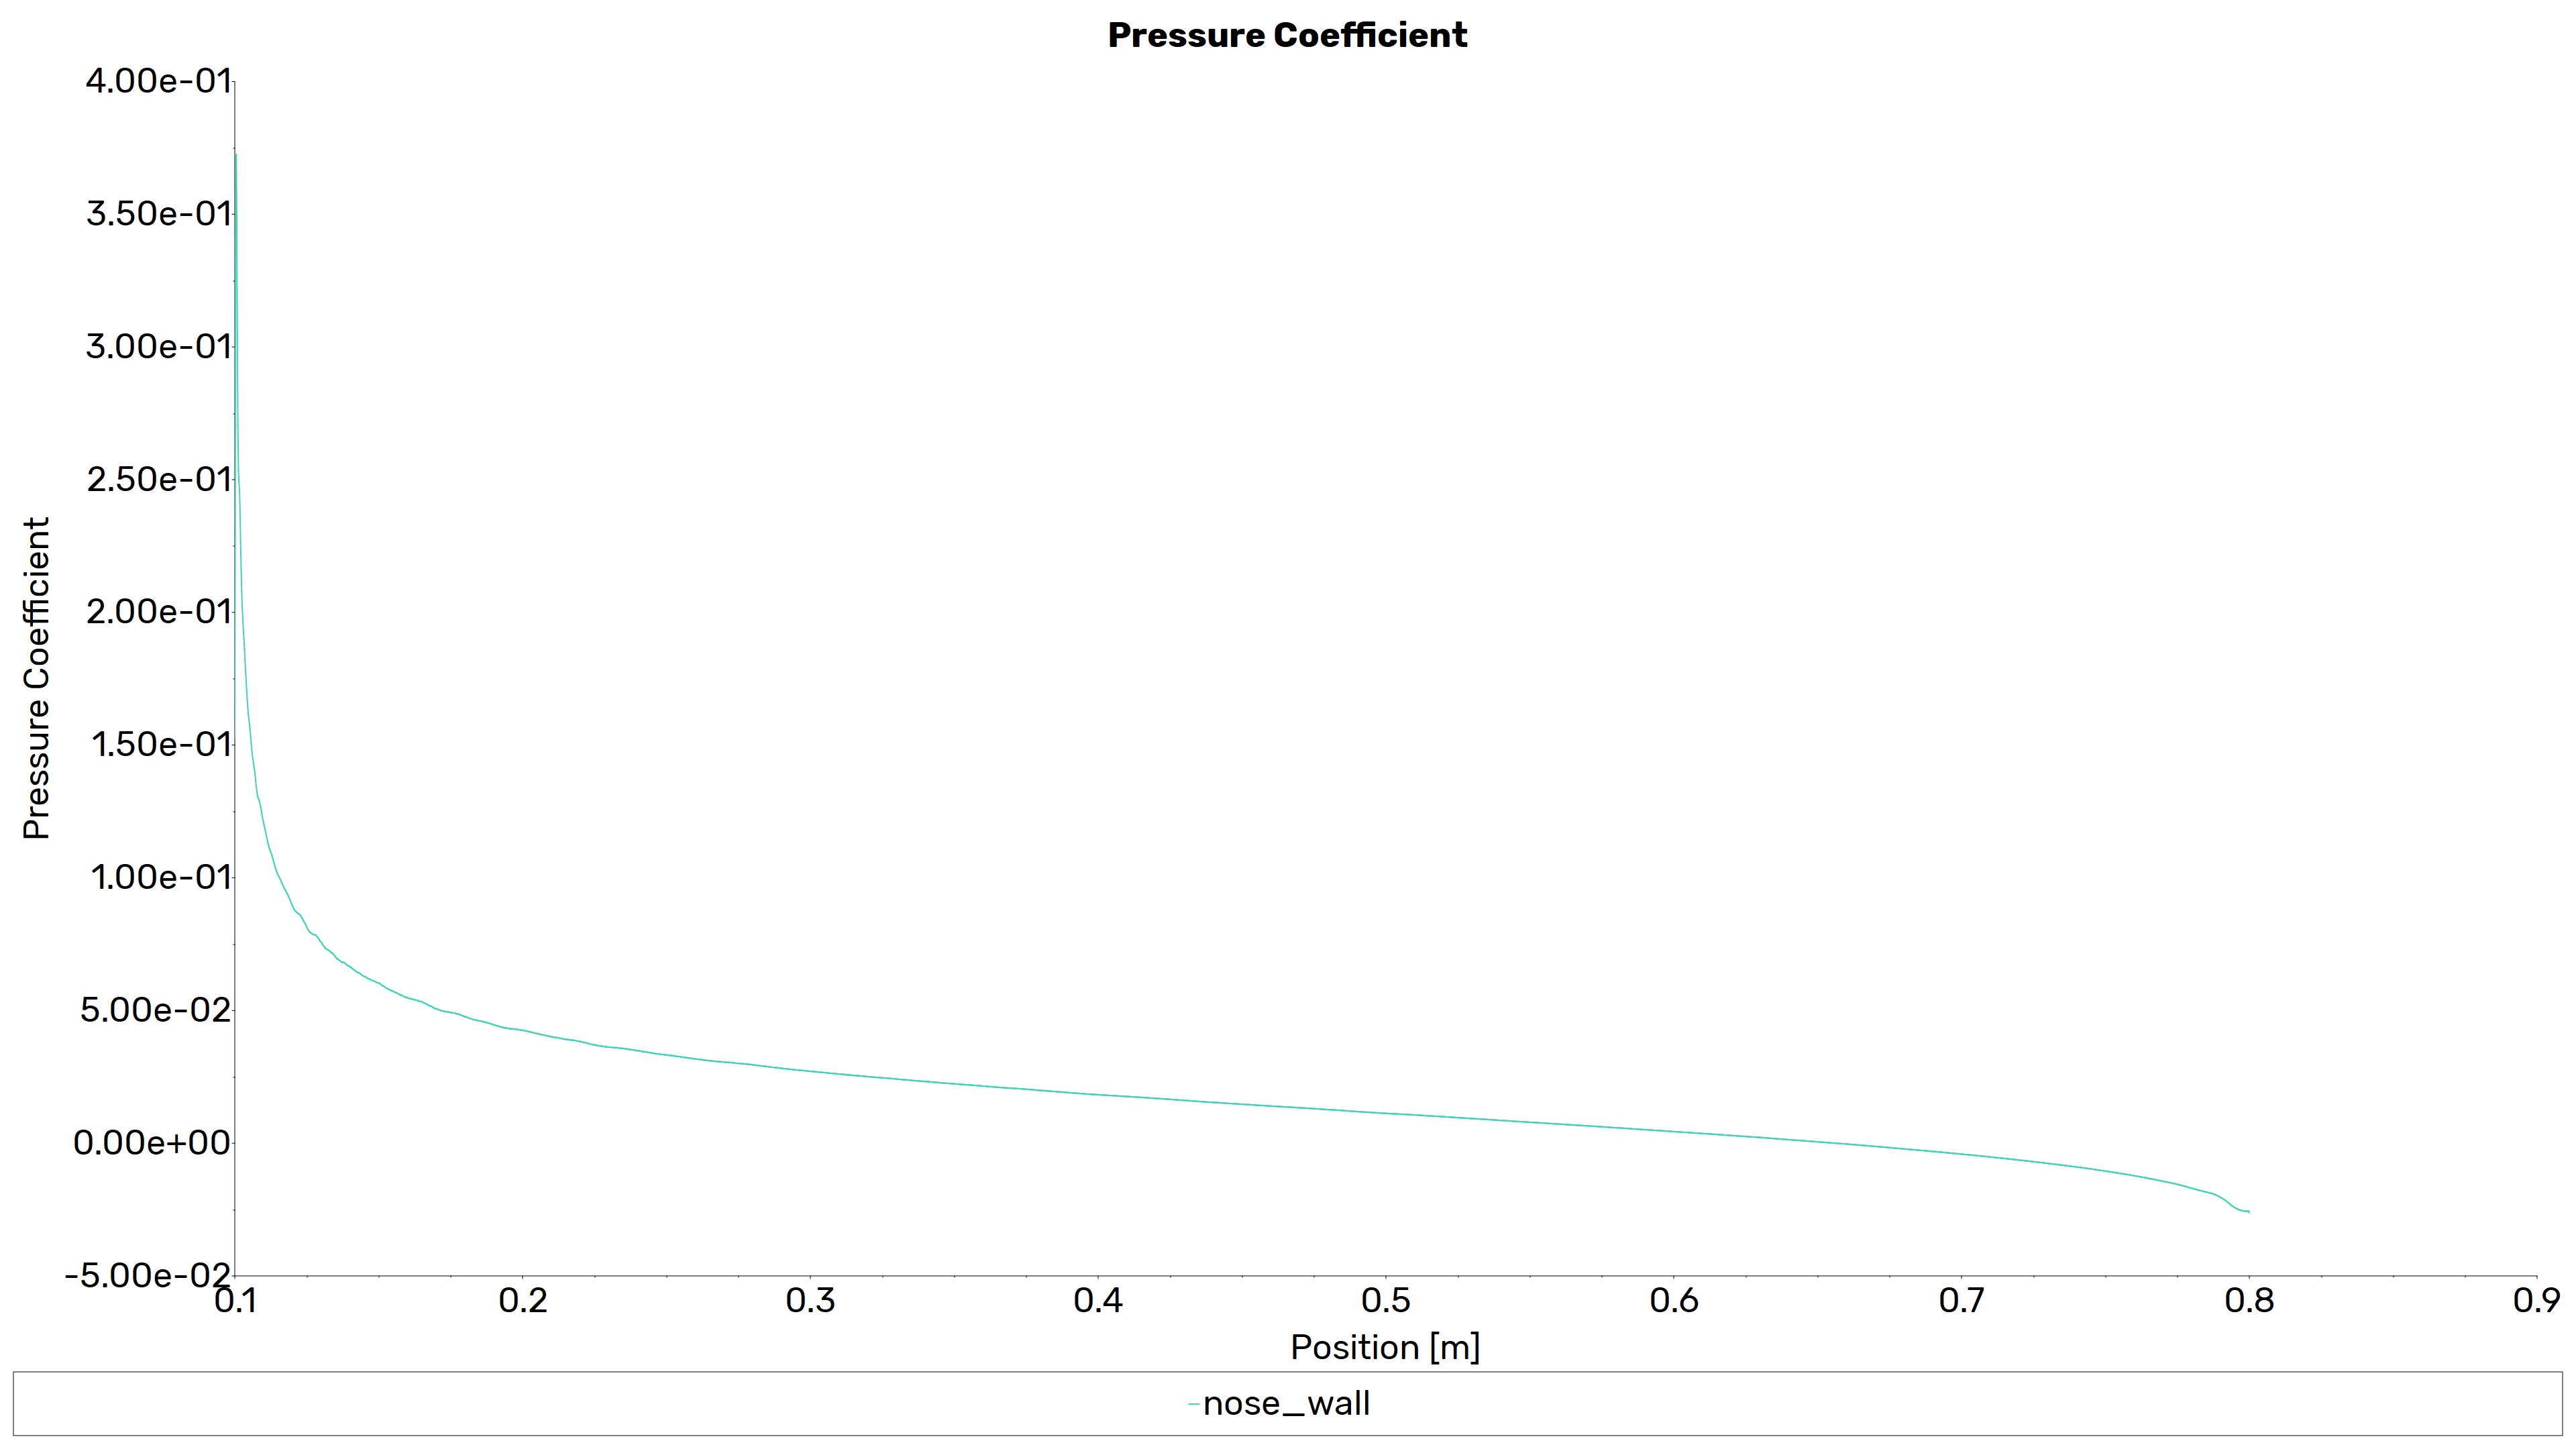 Pressure Coefficient
4.00e-01
3.50e-01
3.00e-01
2.50e-01
2.00e-01
1.50e-01
1.00e-01
5.00e-02
0.00e+00
-5.00e-02
Pressure Coefficient
0.1 0.2 0.3 0.4 0.5 0.6 0.7 0.8 0.9
Position [m]
nose_wall